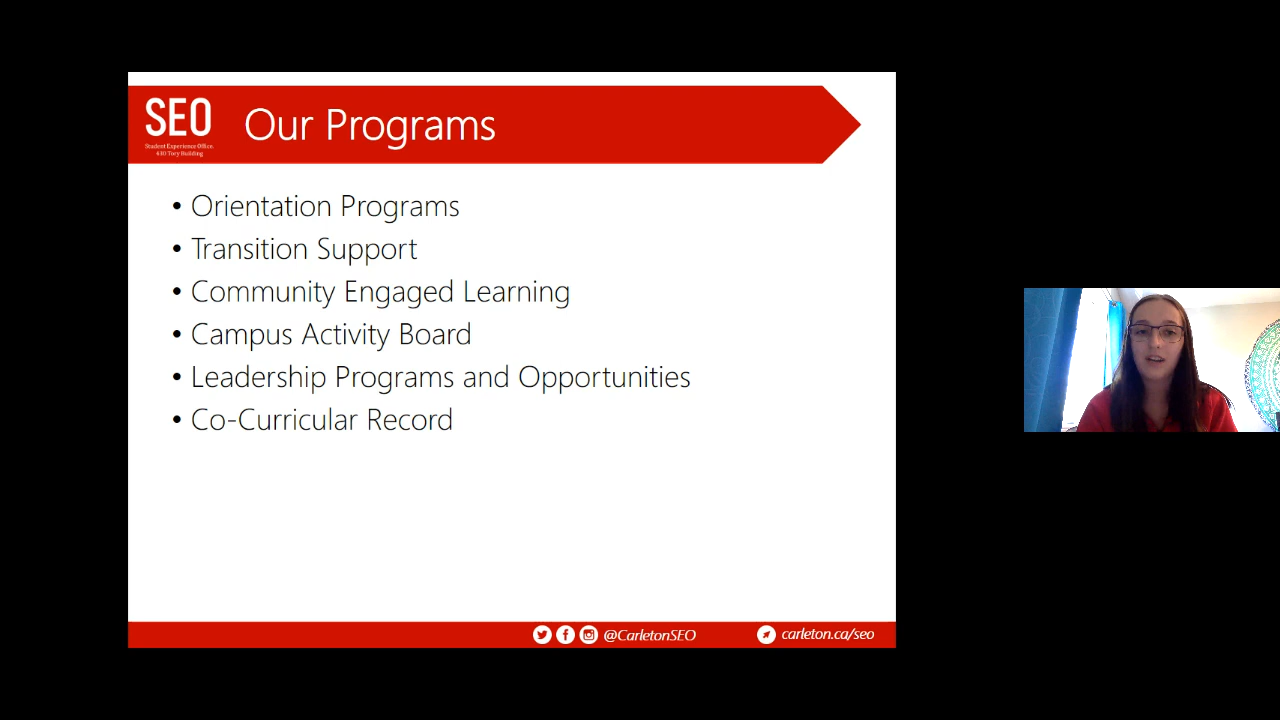 SEO
Student Experience Office.
430 Tory Building
Our Programs
• Orientation Programs
• Transition Support
• Community Engaged Learning
• Campus Activity Board
• Leadership Programs and Opportunities
• Co-Curricular Record
@CarletonSEO
carleton.ca/seo